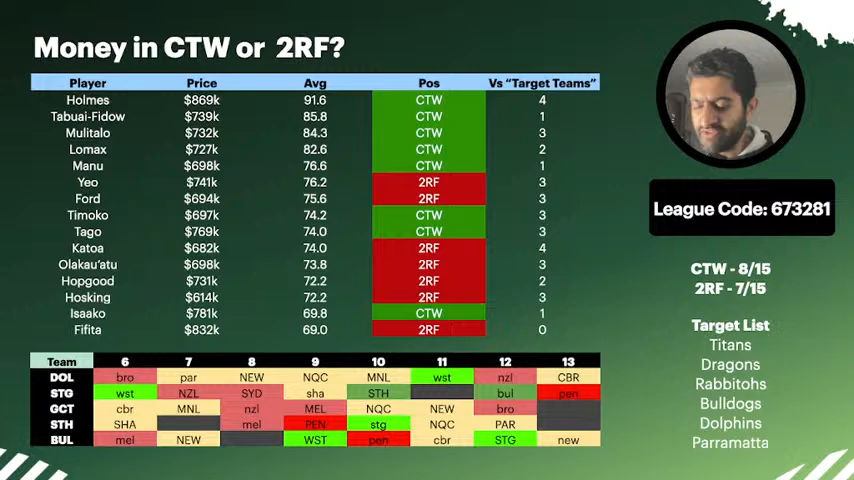 Money in CTW or 2RF?
Player Price Avg Pos Vs "Target Teams"
Holmes $869k 91.6 CTW 4
Tabuai-Fidow $739k 85.8 CTW 1
Mulitalo $732k 84.3 CTW 3
Lomax $727k 82.6 CTW 2
Manu $698k 76.6 CTW 1
Yeo $741k 76.2 2RF 3
Ford $694k 75.6 2RF 3
Timoko $697k 74.2 CTW 3
Tago $769k 74.0 CTW 3
Katoa $682k 74.0 2RF 4
Olakau'atu $698k 73.8 2RF 3
Hopgood $731k 72.2 2RF 2
Hosking $614k 72.2 2RF 3
Isaako $781k 69.8 CTW 1
Fifita $832k 69.0 2RF 0
Team 6 7 8 9 10 11 12 13
DOL bro par NEW NQC MNL wst nzl CBR
STG wst NZL SYD sha STH bul pen
GCT cbr MNL nzl MEL NQC NEW bro
STH SHA mel PEN stg NQC PAR
BUL mel NEW WST pen cbr STG new
League Code: 673281
CTW - 8/15
2RF - 7/15
Target List
Titans
Dragons
Rabbitohs
Bulldogs
Dolphins
Parramatta